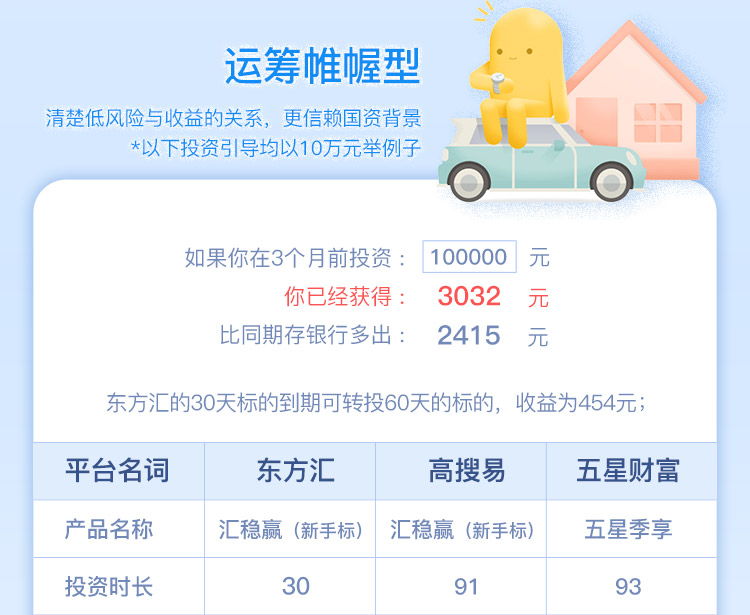 运筹帷幄型
清楚低风险与收益的关系，更信赖国资背景
*以下投资引导均以10万元举例子
如果你在3个月前投资： 100000 元
你已经获得： 3032 元
比同期存银行多出： 2415 元
东方汇的30天标的到期可转投60天的标的，收益为454元；
平台名词 东方汇 高搜易 五星财富
产品名称 汇稳赢（新手标） 汇稳赢（新手标） 五星季享
投资时长 30 91 93